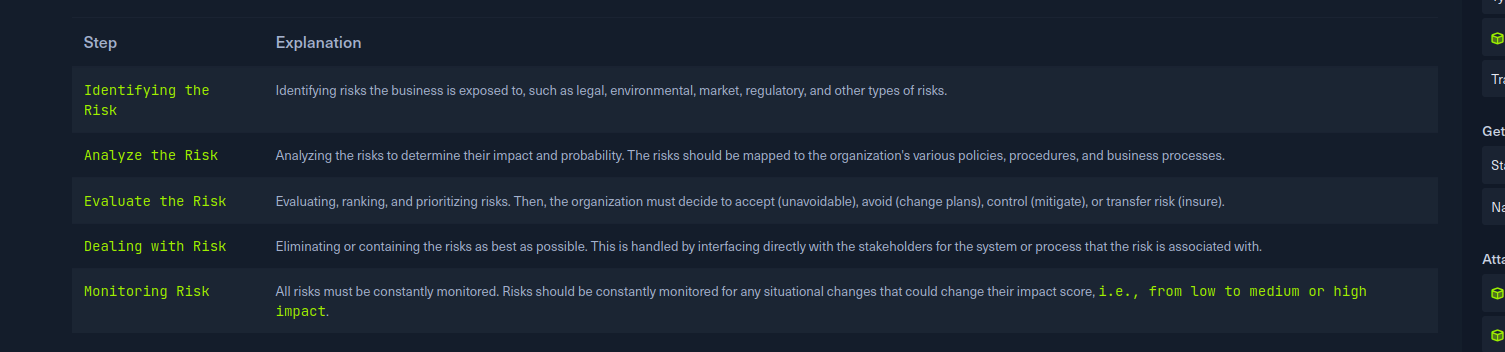 Step Explanation
Identifying the Risk
Identifying risks the business is exposed to, such as legal, environmental, market, regulatory, and other types of risks.
Analyze the Risk
Analyzing the risks to determine their impact and probability. The risks should be mapped to the organization's various policies, procedures, and business processes.
Evaluate the Risk
Evaluating, ranking, and prioritizing risks. Then, the organization must decide to accept (unavoidable), avoid (change plans), control (mitigate), or transfer risk (insure).
Dealing with Risk
Eliminating or containing the risks as best as possible. This is handled by interfacing directly with the stakeholders for the system or process that the risk is associated with.
Monitoring Risk
All risks must be constantly monitored. Risks should be constantly monitored for any situational changes that could change their impact score, i.e., from low to medium or high
impact.
Get